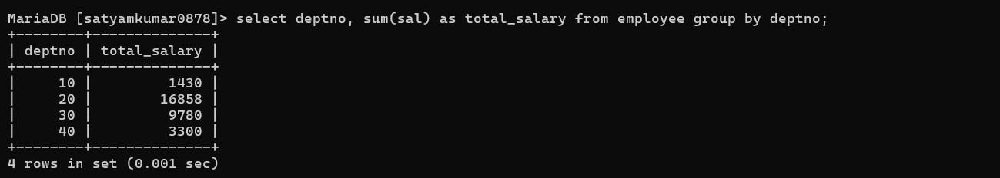 MariaDB [satyamkumar0878]> select deptno, sum(sal) as total_salary from employee group by deptno;
+--------+--------------+
| deptno | total_salary |
+--------+--------------+
|     10 |         1430 |
|     20 |        16858 |
|     30 |         9780 |
|     40 |         3300 |
+--------+--------------+
4 rows in set (0.001 sec)